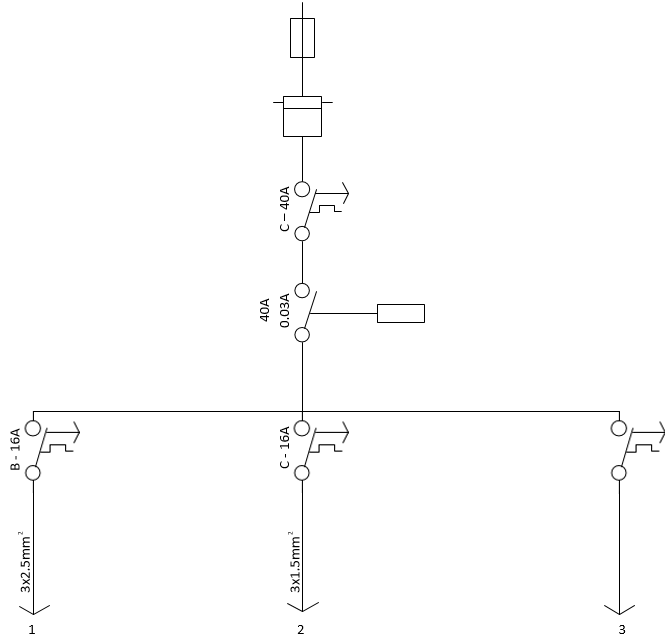 C – 40A
40A
0.03A
B - 16A
C - 16A
3x2.5mm²
3x1.5mm²
1
2
3